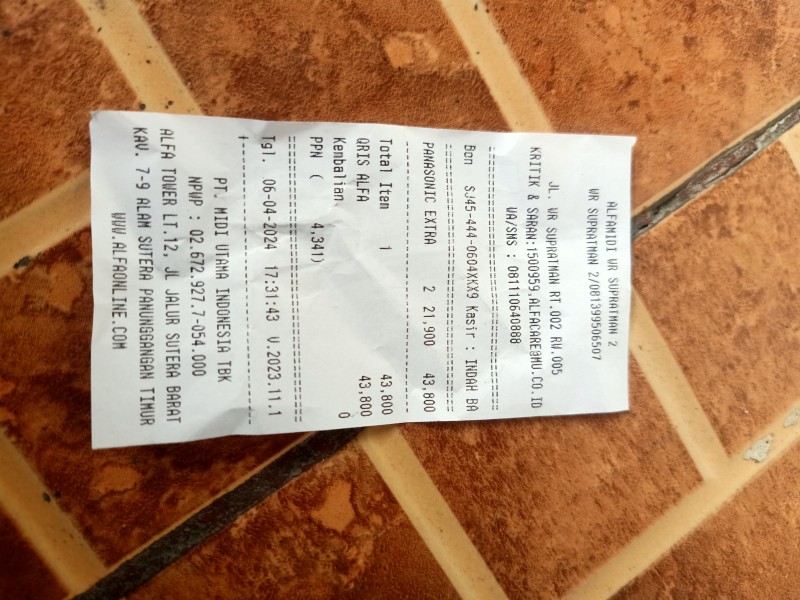 ALFAMIDI WR SUPRATMAN 2
WR SUPRATMAN 2/081399506507
JL. WR SUPRATMAN RT.002 RW.005
KRITIK & SARAN:1500959,ALFACARE@MU.CO.ID
WA/SMS : 081110640888
Bon SJ45-444-0604XKX9 Kasir : INDAH BA
PANASONIC EXTRA 2 21,900 43,800
Total Item 1 43,800
QRIS ALFA 43,800
Kembalian 0
PPN ( 4,341)
Tgl. 06-04-2024 17:31:43 V.2023.11.1
PT. MIDI UTAMA INDONESIA TBK
NPWP : 02.672.927.7-054.000
ALFA TOWER LT.12, JL JALUR SUTERA BARAT
KAV. 7-9 ALAM SUTERA PANUNGGANGAN TIMUR
WWW.ALFAONLINE.COM